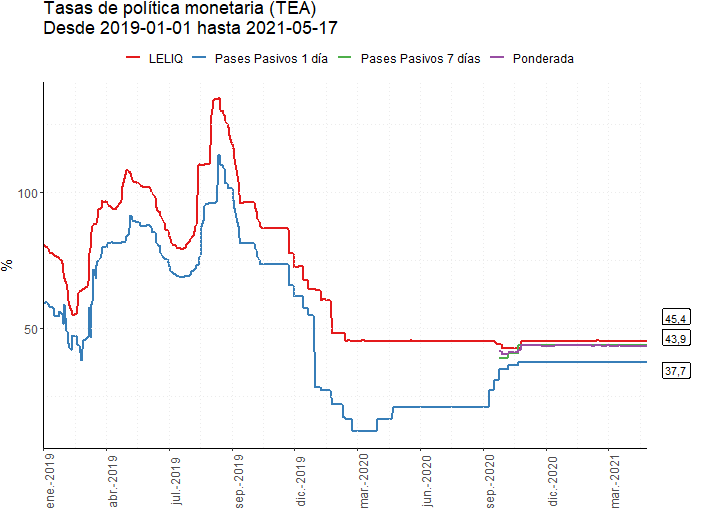 Tasas de política monetaria (TEA)
Desde 2019-01-01 hasta 2021-05-17
LELIQ Pases Pasivos 1 día Pases Pasivos 7 días Ponderada
%
100
50
45,4
43,9
37,7
ene.-2019
abr.-2019
jul.-2019
sep.-2019
dic.-2019
mar.-2020
jun.-2020
sep.-2020
dic.-2020
mar.-2021